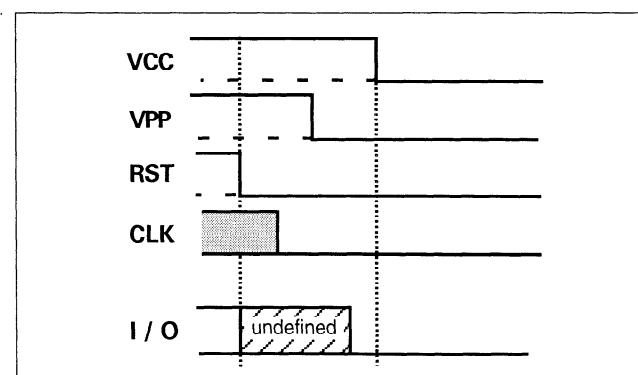 VCC
VPP
RST
CLK
I / O
undefined